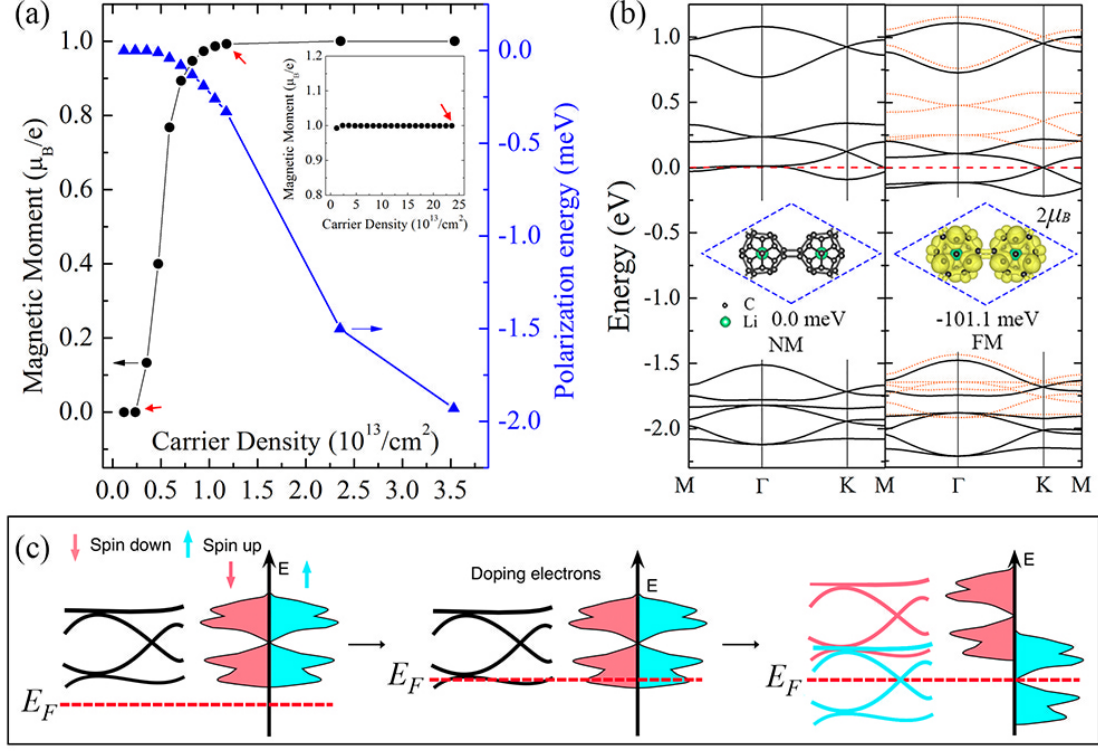 (a)
Magnetic Moment (μB/e)
1.0
0.8
0.6
0.4
0.2
0.0
0.0 0.5 1.0 2.5 3.0 3.5
Carrier Density (10^13/cm^2)
Polarization energy (meV)
0.0
-0.5
-1.0
-1.5
-2.0
Magnetic Moment (μB/e)
1.2
1.1
1.0
0.9
0.8
0 5 10 15 20 25
Carrier Density (10^13/cm^2)
(b)
Energy (eV)
1.0
0.5
0.0
-0.5
-1.0
-1.5
-2.0
C
Li
0.0 meV
NM
2μB
-101.1 meV
FM
M Γ K M Γ K M
(c)
Spin down Spin up
E
EF
Doping electrons
E
EF
E
EF